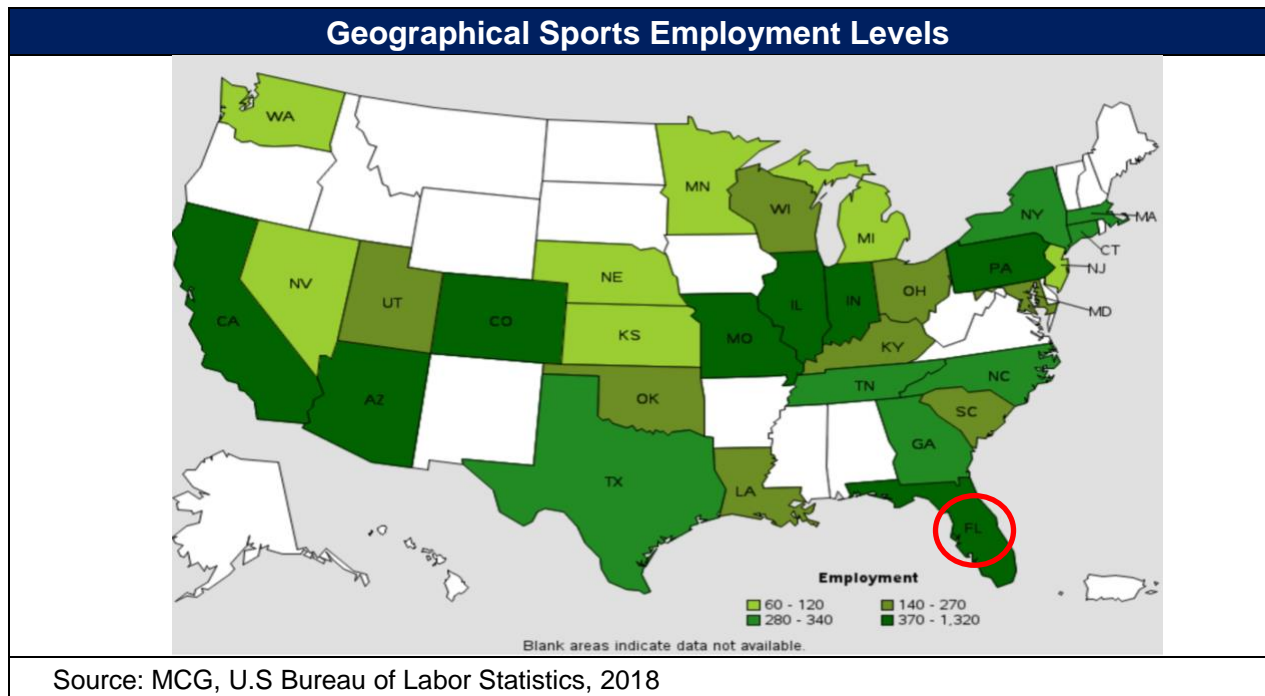 Geographical Sports Employment Levels
WA
MN
WI
MI
NY
MA
CT
NJ
PA
MD
NV
UT
CO
NE
KS
CA
AZ
MO
IL
IN
OH
KY
OK
TN
NC
SC
GA
TX
LA
FL
Employment
60 - 120 140 - 270
280 - 340 370 - 1,320
Blank areas indicate data not available.
Source: MCG, U.S Bureau of Labor Statistics, 2018